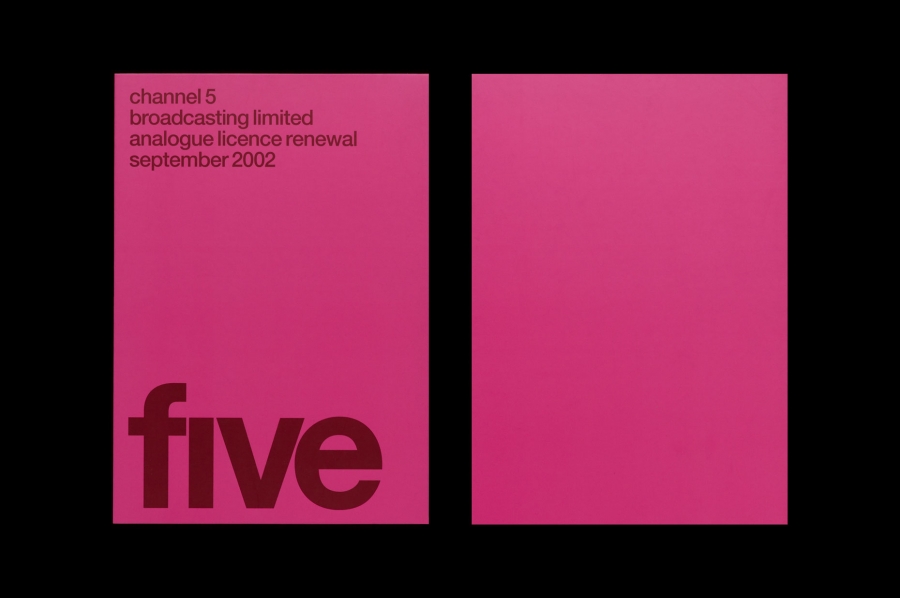 channel 5
broadcasting limited
analogue licence renewal
september 2002
five